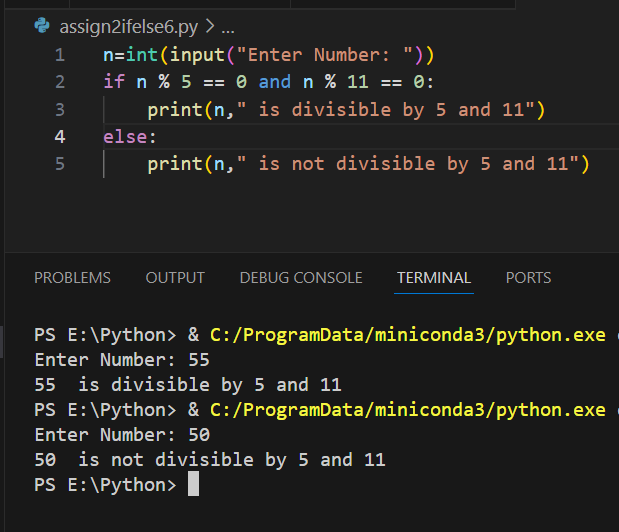 assign2ifelse6.py > ...
1 n=int(input("Enter Number: "))
2 if n % 5 == 0 and n % 11 == 0:
3 print(n," is divisible by 5 and 11")
4 else:
5 print(n," is not divisible by 5 and 11")
PROBLEMS OUTPUT DEBUG CONSOLE TERMINAL PORTS
PS E:\Python> & C:/ProgramData/miniconda3/python.exe
Enter Number: 55
55  is divisible by 5 and 11
PS E:\Python> & C:/ProgramData/miniconda3/python.exe
Enter Number: 50
50  is not divisible by 5 and 11
PS E:\Python>